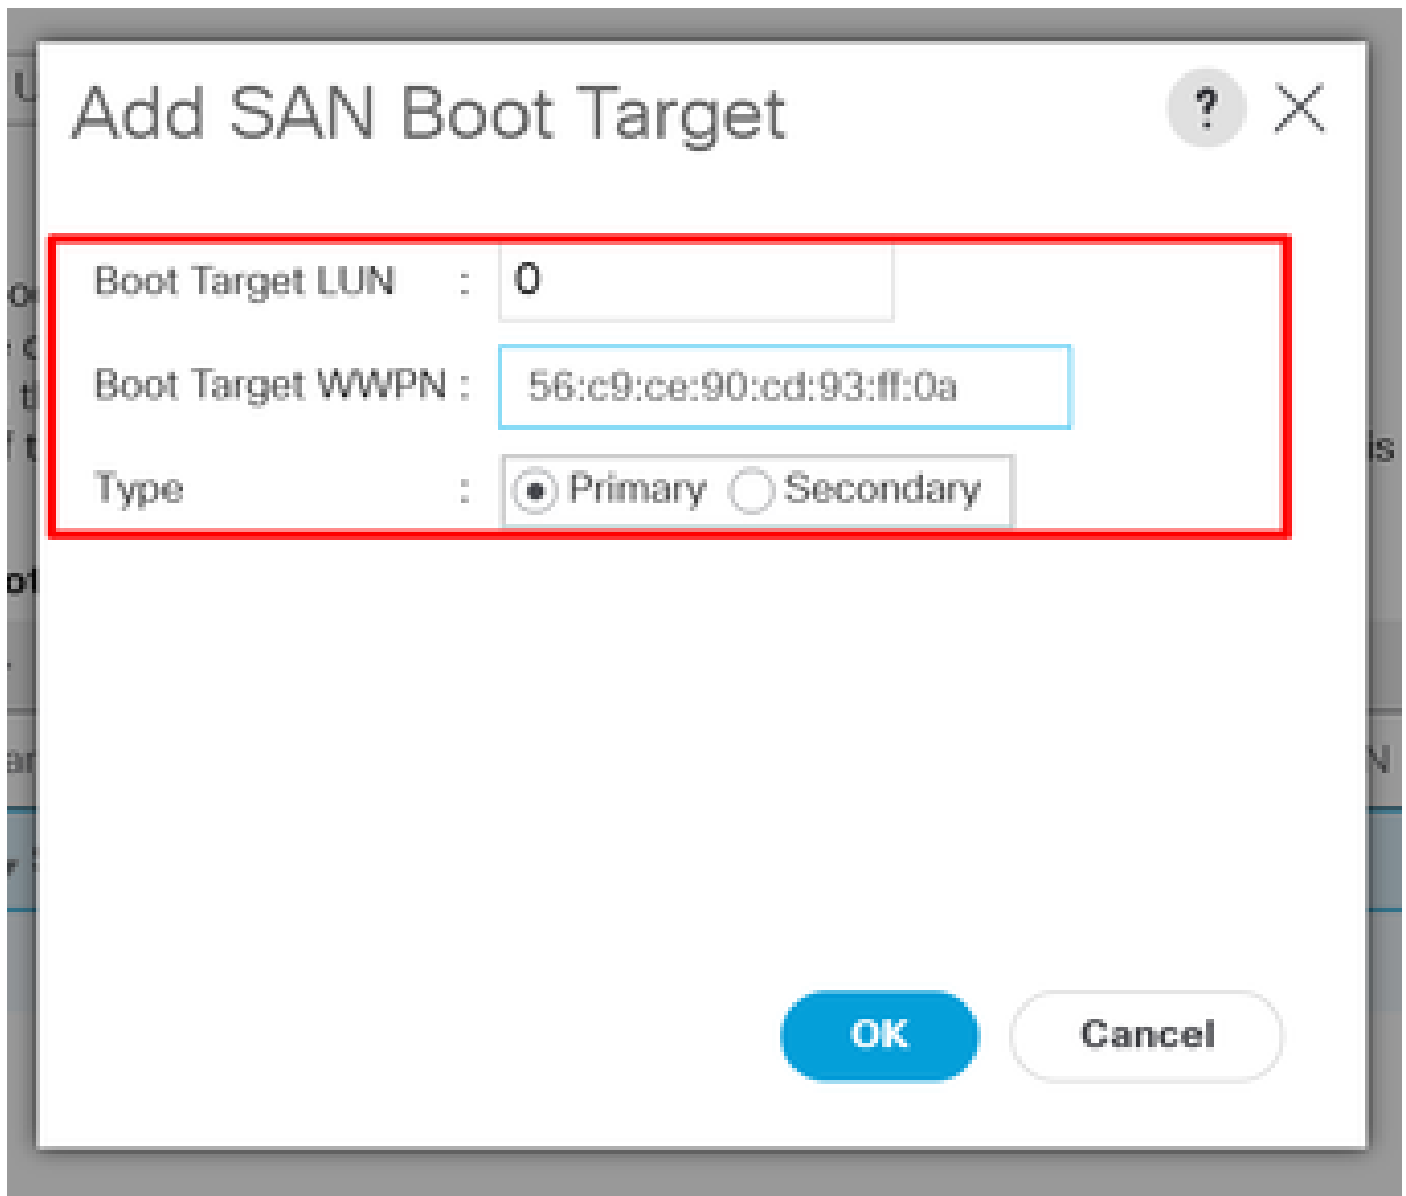 Add SAN Boot Target
?
Boot Target LUN : 0
Boot Target WWPN : 56:c9:ce:90:cd:93:ff:0a
Type : Primary Secondary
OK Cancel